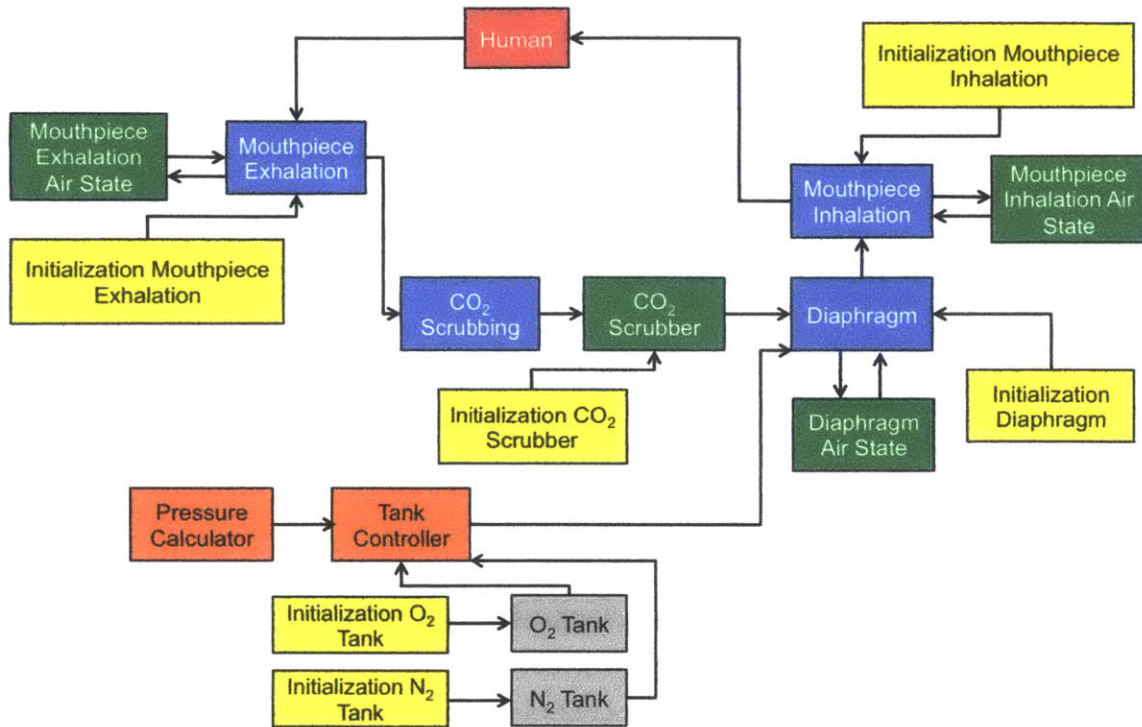 Human
Initialization Mouthpiece
Inhalation
Mouthpiece
Exhalation
Air State
Mouthpiece
Exhalation
Mouthpiece
Inhalation
Mouthpiece
Inhalation Air
State
Initialization Mouthpiece
Exhalation
CO₂
Scrubbing
CO₂
Scrubber
Diaphragm
Initialization CO₂
Scrubber
Diaphragm
Air State
Initialization
Diaphragm
Pressure
Calculator
Tank
Controller
Initialization O₂
Tank
O₂ Tank
Initialization N₂
Tank
N₂ Tank